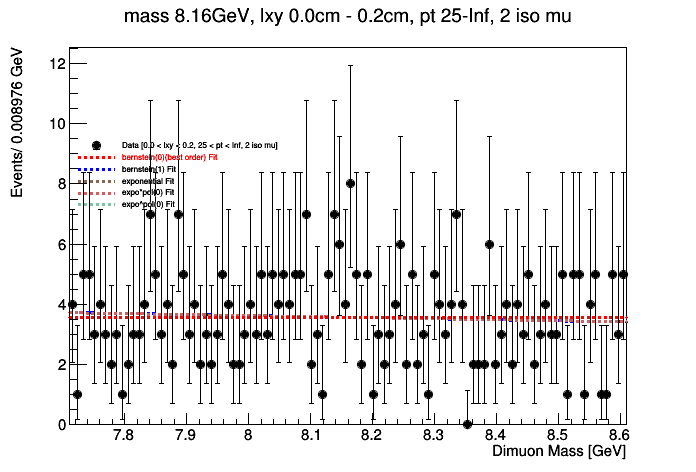 mass 8.16GeV, lxy 0.0cm - 0.2cm, pt 25-Inf, 2 iso mu
Events/ 0.008976 GeV
12
10
8
6
4
2
0
Data [0.0 < lxy < 0.2, 25 < pt < Inf, 2 iso mu]
bernstein(0)(best order) Fit
bernstein(1) Fit
exponential Fit
expo*pol(0) Fit
expo*pol(0) Fit
7.8 7.9 8 8.1 8.2 8.3 8.4 8.5 8.6
Dimuon Mass [GeV]